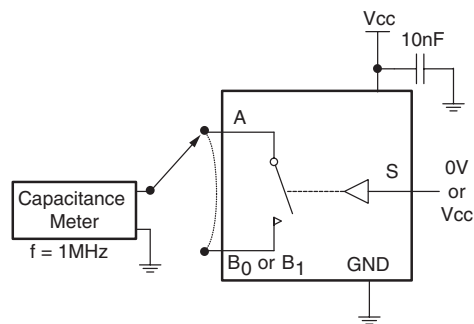 Vcc
10nF
A
S
0V
or
Vcc
Capacitance
Meter
f = 1MHz
B0 or B1
GND